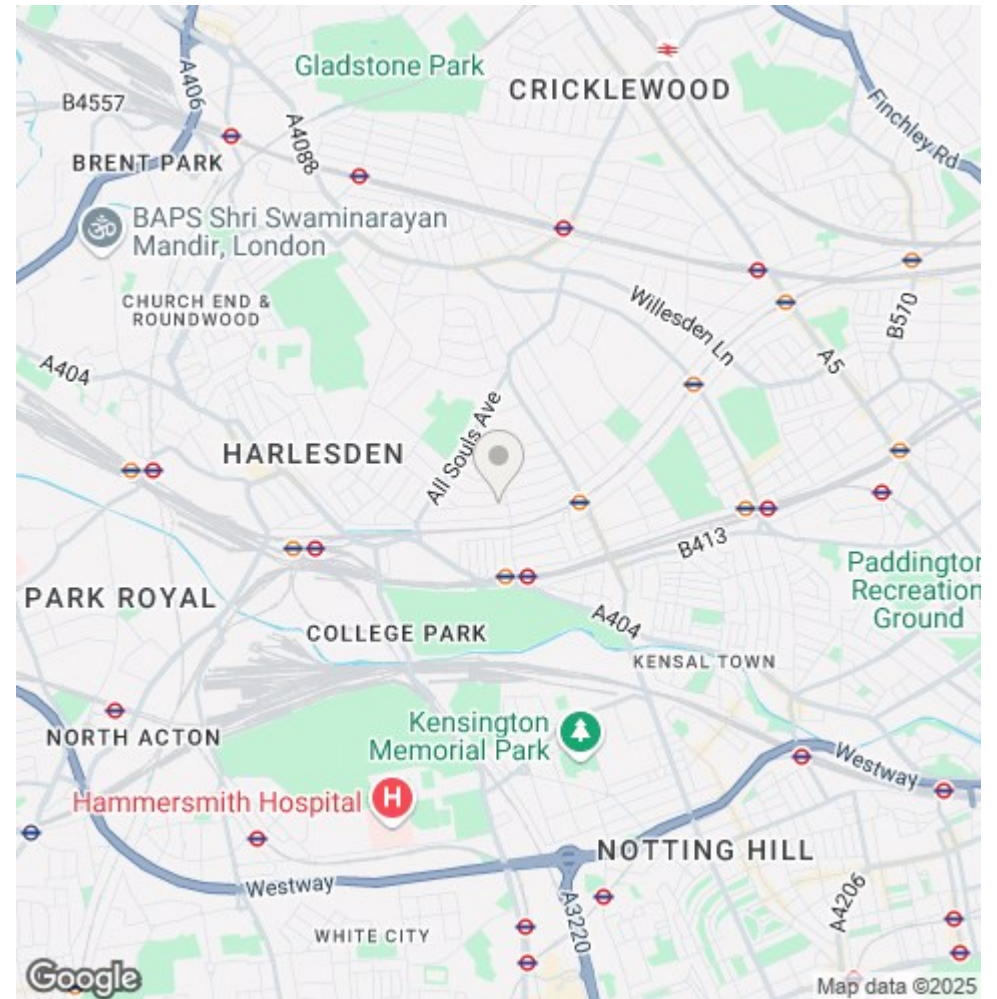 Gladstone Park
CRICKLEWOOD
A406
B4557
A4088
Finchley Rd
BRENT PARK
BAPS Shri Swaminarayan
Mandir, London
CHURCH END &
ROUNDWOOD
Willesden Ln
B510
A404
A5
All Souls Ave
HARLESDEN
B413
Paddington
Recreation
Ground
PARK ROYAL
COLLEGE PARK
A404
KENSAL TOWN
NORTH ACTON
Kensington
Memorial Park
Westway
Hammersmith Hospital
H
NOTTING HILL
Westway
A3220
A4206
WHITE CITY
Google
Map data ©2025